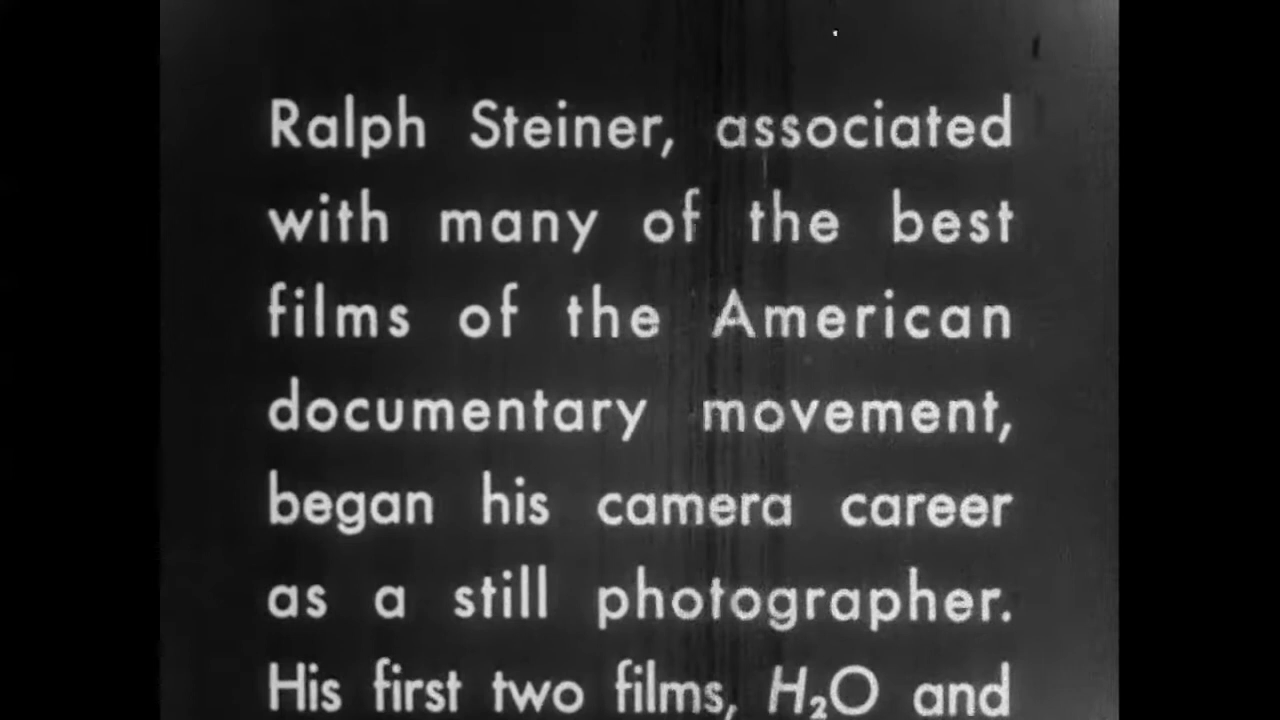 Ralph Steiner, associated
with many of the best
films of the American
documentary movement,
began his camera career
as a still photographer.
His first two films, H₂O and